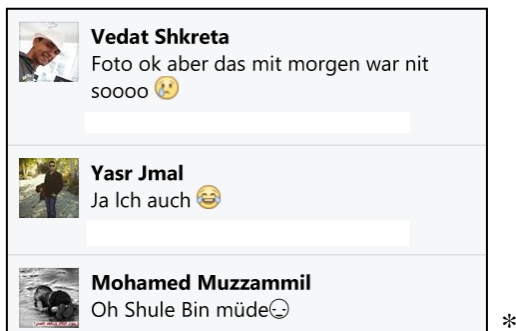 Vedat Shkreta
Foto ok aber das mit morgen war nit
soooo 😢
Yasr Jmal
Ja Ich auch 😂
Mohamed Muzzammil
Oh Shule Bin müde😏
*